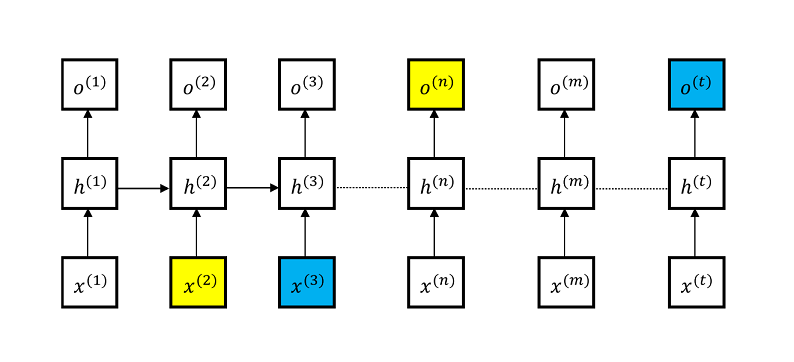 o⁽¹⁾ o⁽²⁾ o⁽³⁾ o⁽ⁿ⁾ o⁽ᵐ⁾ o⁽ᵗ⁾
h⁽¹⁾ h⁽²⁾ h⁽³⁾ h⁽ⁿ⁾ h⁽ᵐ⁾ h⁽ᵗ⁾
x⁽¹⁾ x⁽²⁾ x⁽³⁾ x⁽ⁿ⁾ x⁽ᵐ⁾ x⁽ᵗ⁾